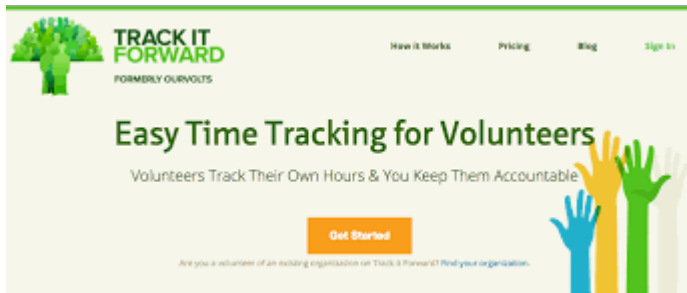 TRACK IT
FORWARD
FORMERLY OURVOLTS
How it Works
Pricing
Blog
Sign In
Easy Time Tracking for Volunteers
Volunteers Track Their Own Hours & You Keep Them Accountable
Get Started
Are you a volunteer of an existing organization on Track it Forward? Find your organization.